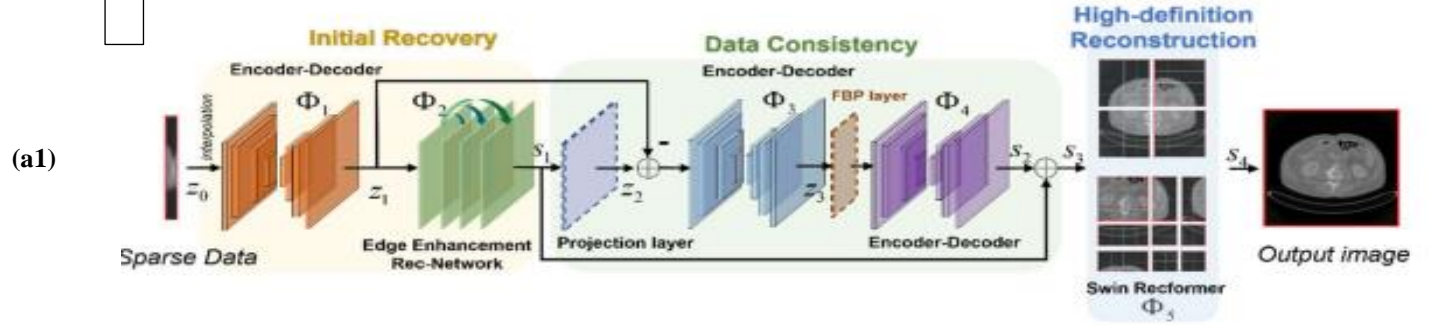 (a1)
Initial Recovery
Encoder-Decoder
interpolation
Φ₁
Φ₂
z₀
z₁
s₁
Sparse Data
Edge Enhancement
Rec-Network
Data Consistency
Encoder-Decoder
Φ₃
FBP layer
Φ₄
-
z₂
z₃
s₂
s₃
Projection layer
Encoder-Decoder
High-definition
Reconstruction
Swin Recformer
Φ₅
s₄
Output image